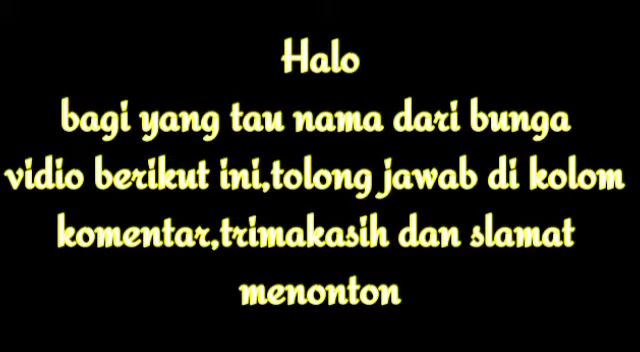 Halo
bagi yang tau nama dari bunga
vidio berikut ini,tolong jawab di kolom
komentar,trimakasih dan slamat
menonton